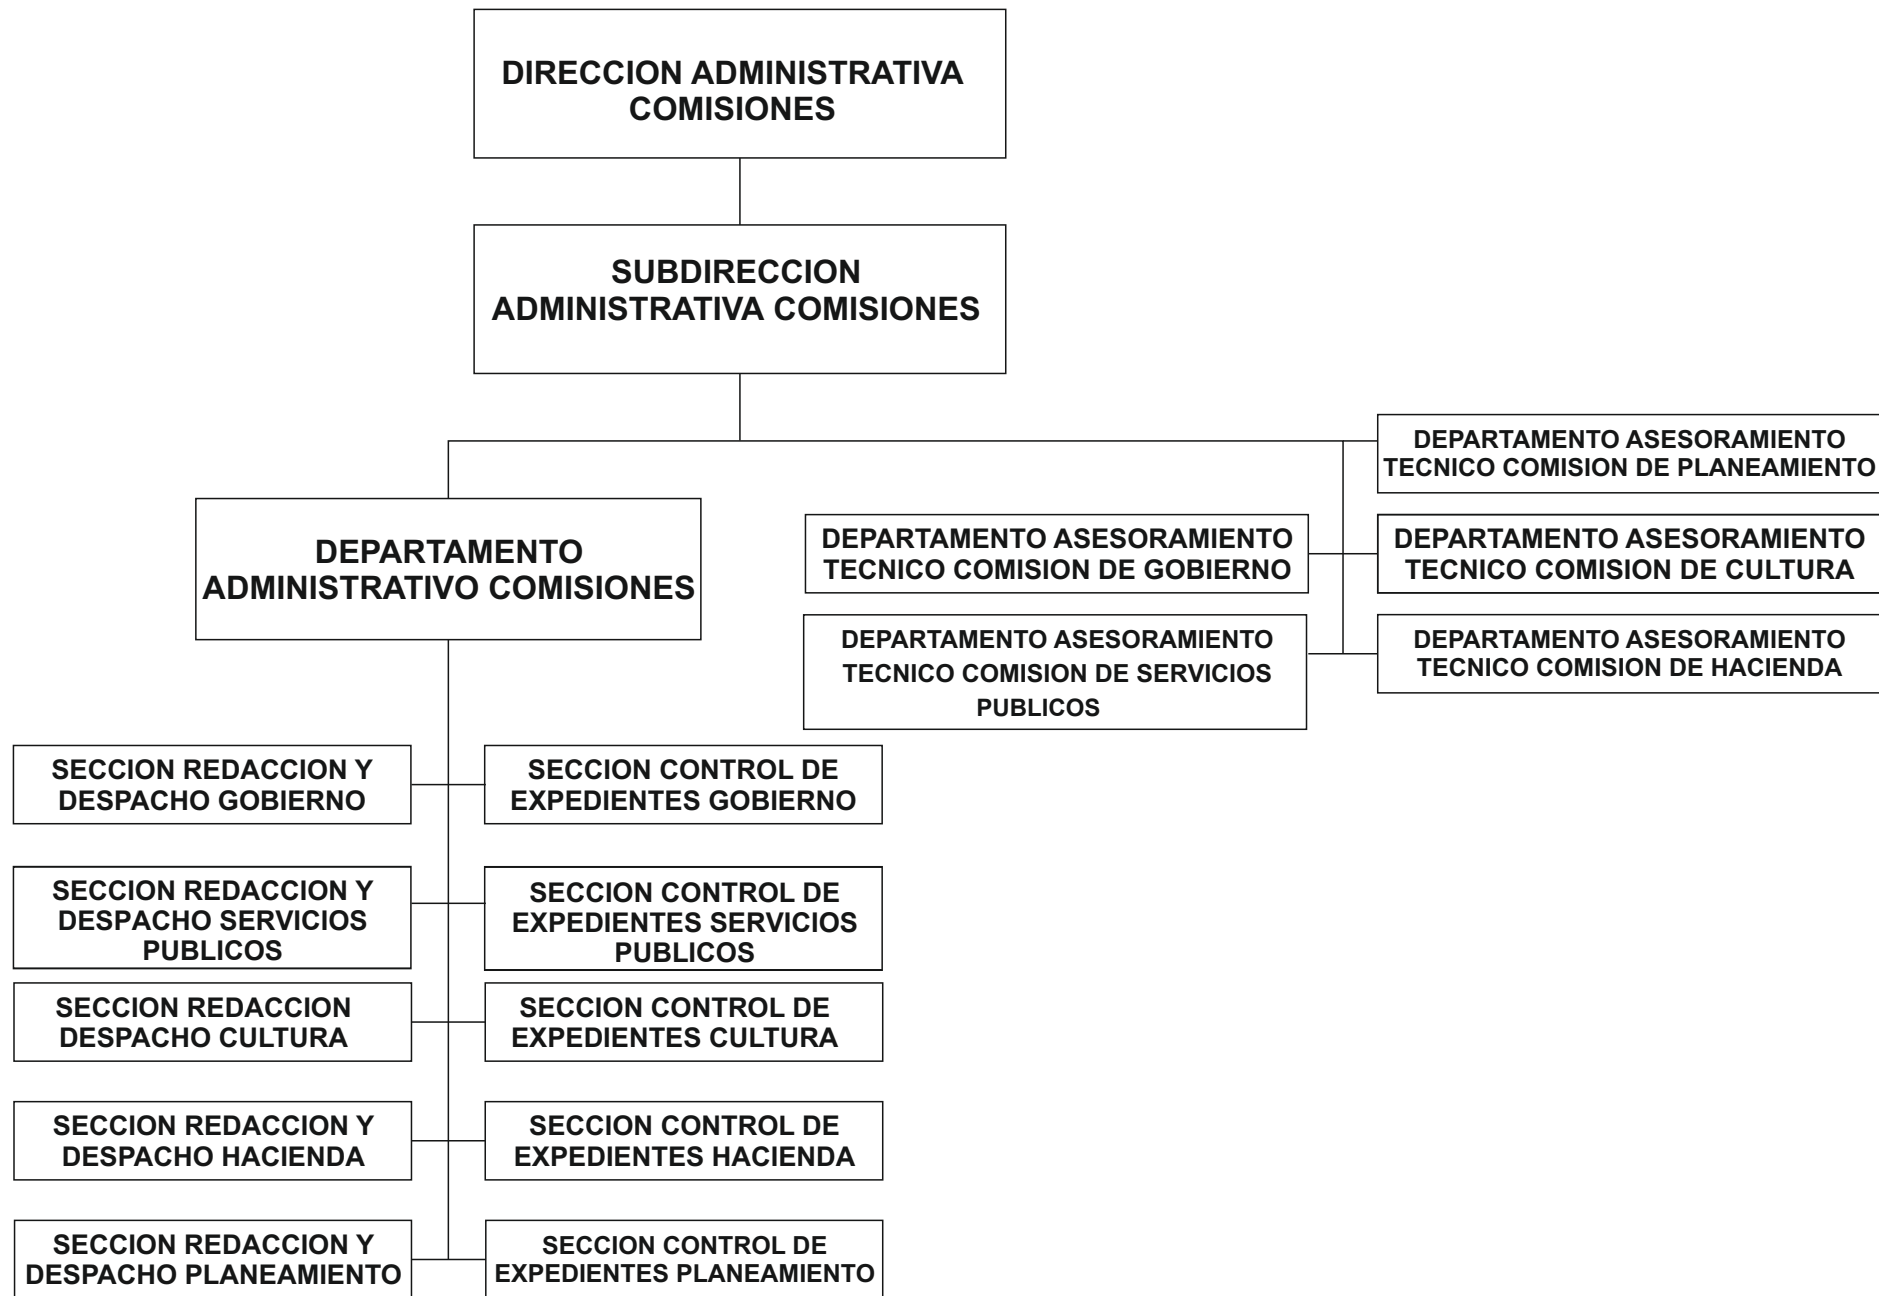 DIRECCION ADMINISTRATIVA
COMISIONES
SUBDIRECCION
ADMINISTRATIVA COMISIONES
DEPARTAMENTO ASESORAMIENTO
TECNICO COMISION DE PLANEAMIENTO
DEPARTAMENTO
ADMINISTRATIVO COMISIONES
DEPARTAMENTO ASESORAMIENTO
TECNICO COMISION DE GOBIERNO
DEPARTAMENTO ASESORAMIENTO
TECNICO COMISION DE CULTURA
DEPARTAMENTO ASESORAMIENTO
TECNICO COMISION DE SERVICIOS
PUBLICOS
DEPARTAMENTO ASESORAMIENTO
TECNICO COMISION DE HACIENDA
SECCION REDACCION Y
DESPACHO GOBIERNO
SECCION CONTROL DE
EXPEDIENTES GOBIERNO
SECCION REDACCION Y
DESPACHO SERVICIOS
PUBLICOS
SECCION CONTROL DE
EXPEDIENTES SERVICIOS
PUBLICOS
SECCION REDACCION
DESPACHO CULTURA
SECCION CONTROL DE
EXPEDIENTES CULTURA
SECCION REDACCION Y
DESPACHO HACIENDA
SECCION CONTROL DE
EXPEDIENTES HACIENDA
SECCION REDACCION Y
DESPACHO PLANEAMIENTO
SECCION CONTROL DE
EXPEDIENTES PLANEAMIENTO